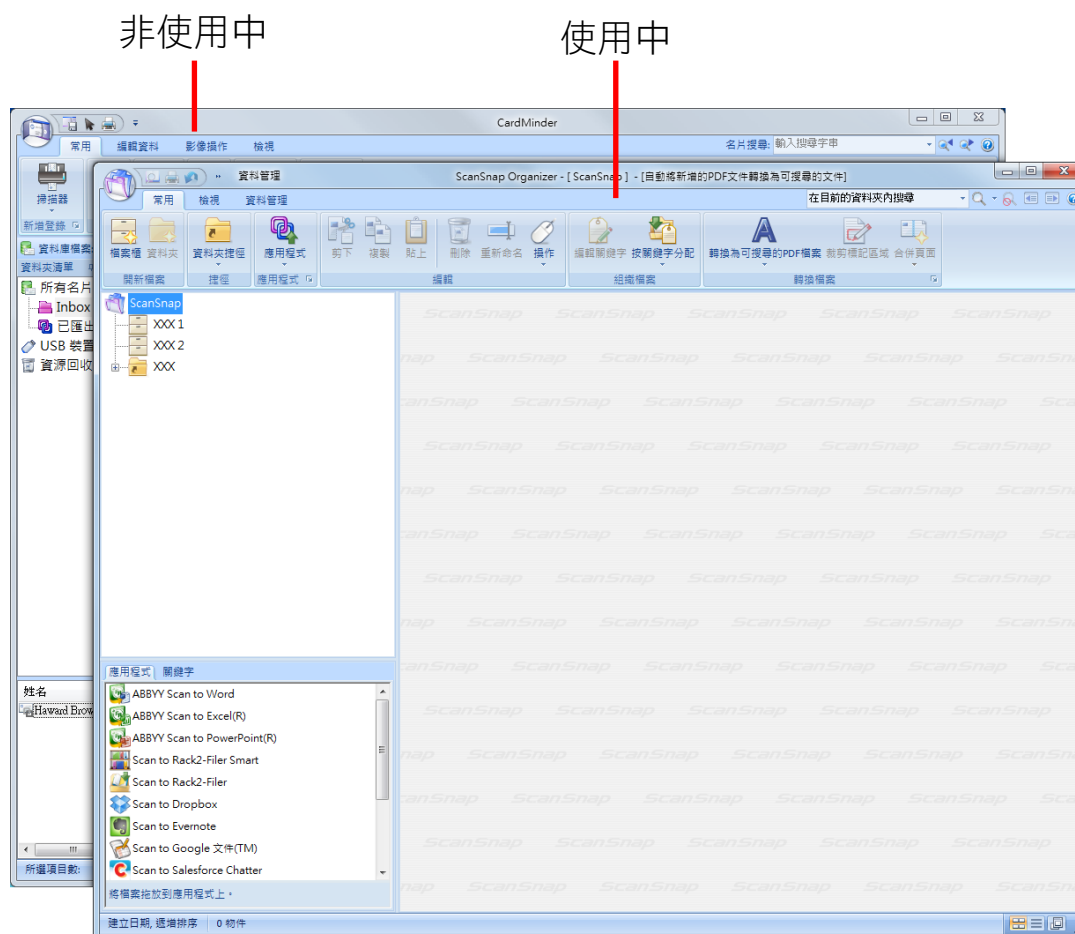 非使用中
使用中
CardMinder
常用 編輯資料 影像操作 檢視 名片搜尋: 輸入搜尋字串
掃描器
新增登錄
資料庫檔案
資料夾清單
所有名片
Inbox
已匯出
USB 裝置
資源回收
姓名
Haward Brow
所選項目數:
資料管理 ScanSnap Organizer - [ ScanSnap ] - [自動將新增的PDF文件轉換為可搜尋的文件]
常用 檢視 資料管理 在目前的資料夾內搜尋
檔案櫃 資料夾 資料夾捷徑 應用程式 剪下 複製 貼上 刪除 重新命名 操作 編輯關鍵字 按關鍵字分配 轉換為可搜尋的PDF檔案 裁剪標記區域 合併頁面
開新檔案 捷徑 應用程式 編輯 組織檔案 轉換檔案
ScanSnap
XXX 1
XXX 2
XXX
ScanSnap ScanSnap ScanSnap ScanSnap ScanSnap
應用程式 關鍵字
ABBYY Scan to Word
ABBYY Scan to Excel(R)
ABBYY Scan to PowerPoint(R)
Scan to Rack2-Filer Smart
Scan to Rack2-Filer
Scan to Dropbox
Scan to Evernote
Scan to Google 文件(TM)
Scan to Salesforce Chatter
將檔案拖放到應用程式上。
建立日期, 遞增排序 0 物件